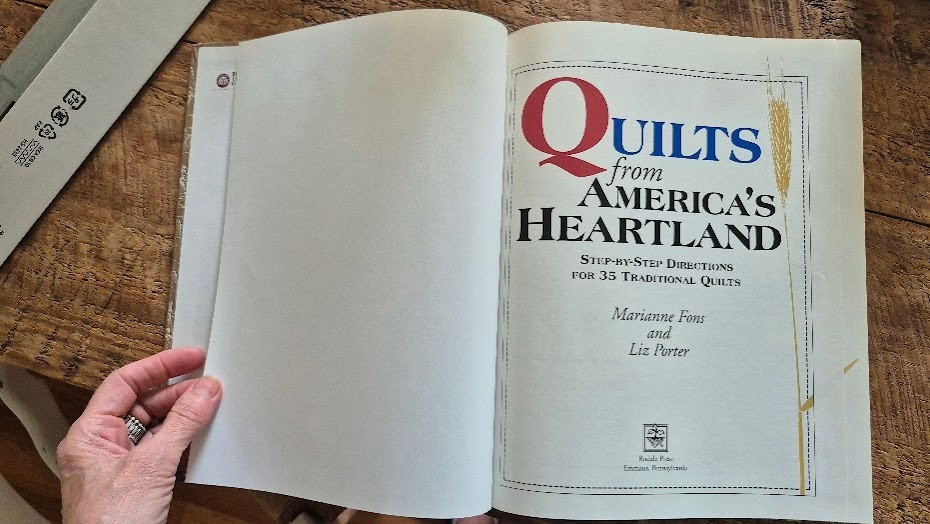 QUILTS
from
AMERICA'S
HEARTLAND
STEP-BY-STEP DIRECTIONS
FOR 35 TRADITIONAL QUILTS
Marianne Fons
and
Liz Porter
Rodale Press
Emmaus, Pennsylvania